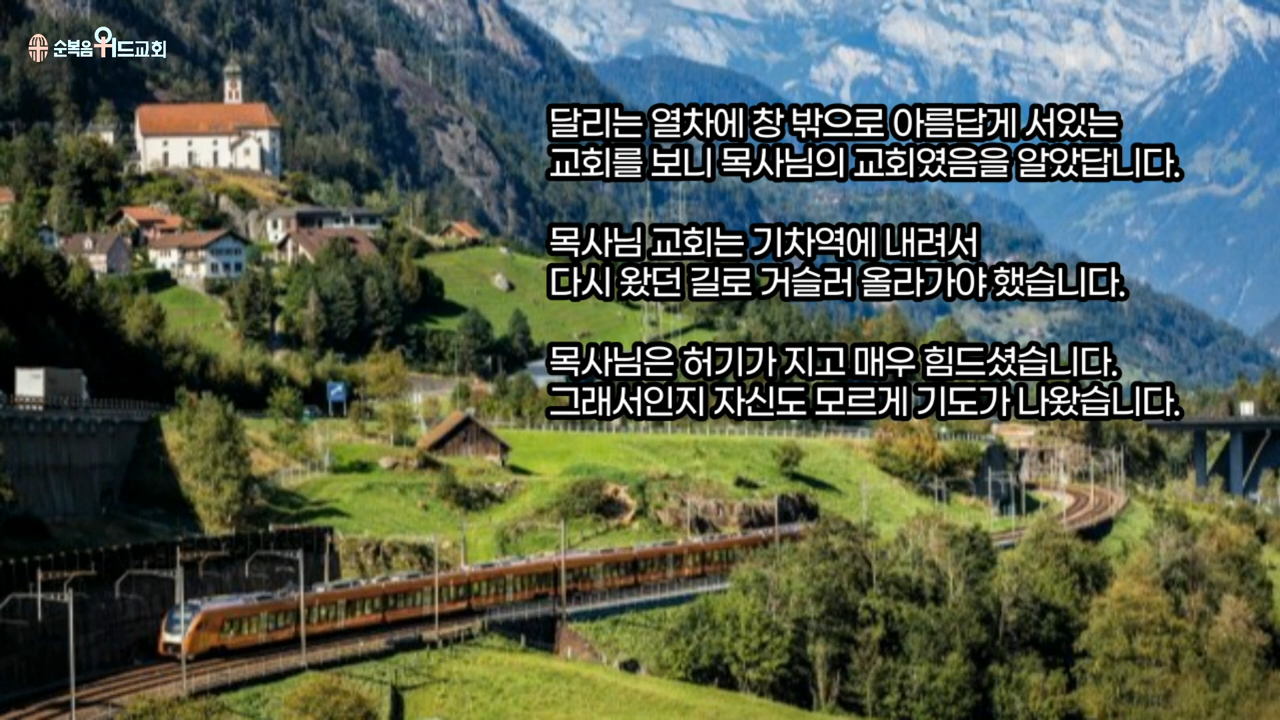 순복음위드교회
달리는 열차에 창 밖으로 아름답게 서있는
교회를 보니 목사님의 교회였음을 알았답니다.
목사님 교회는 기차역에 내려서
다시 왔던 길로 거슬러 올라가야 했습니다.
목사님은 허기가 지고 매우 힘드셨습니다.
그래서인지 자신도 모르게 기도가 나왔습니다.